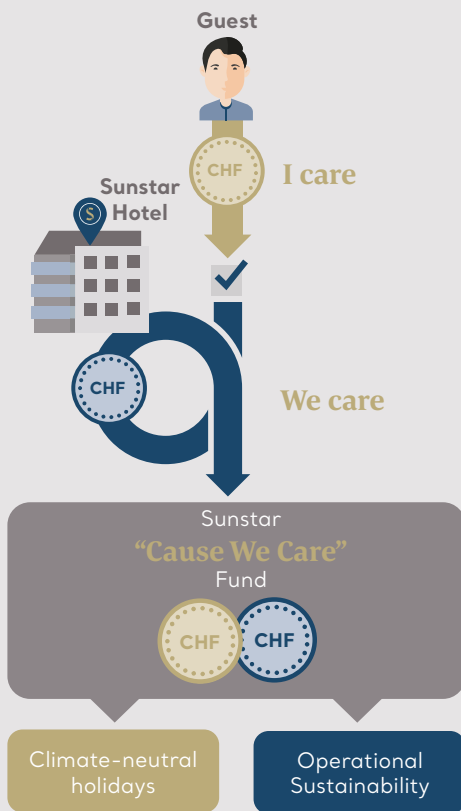 Guest
CHF
I care
Sunstar
Hotel
$
CHF
We care
Sunstar
“Cause We Care”
Fund
CHF
CHF
Climate-neutral
holidays
Operational
Sustainability